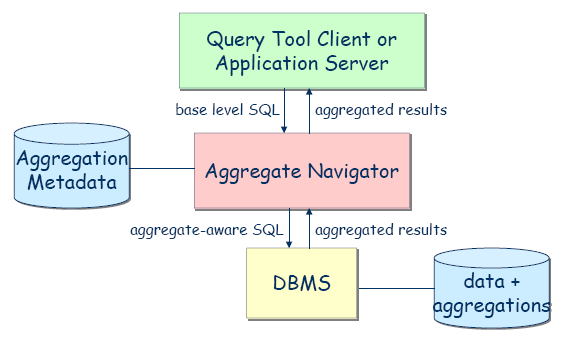 Query Tool Client or
Application Server
base level SQL
aggregated results
Aggregation
Metadata
Aggregate Navigator
aggregate-aware SQL
aggregated results
DBMS
data +
aggregations